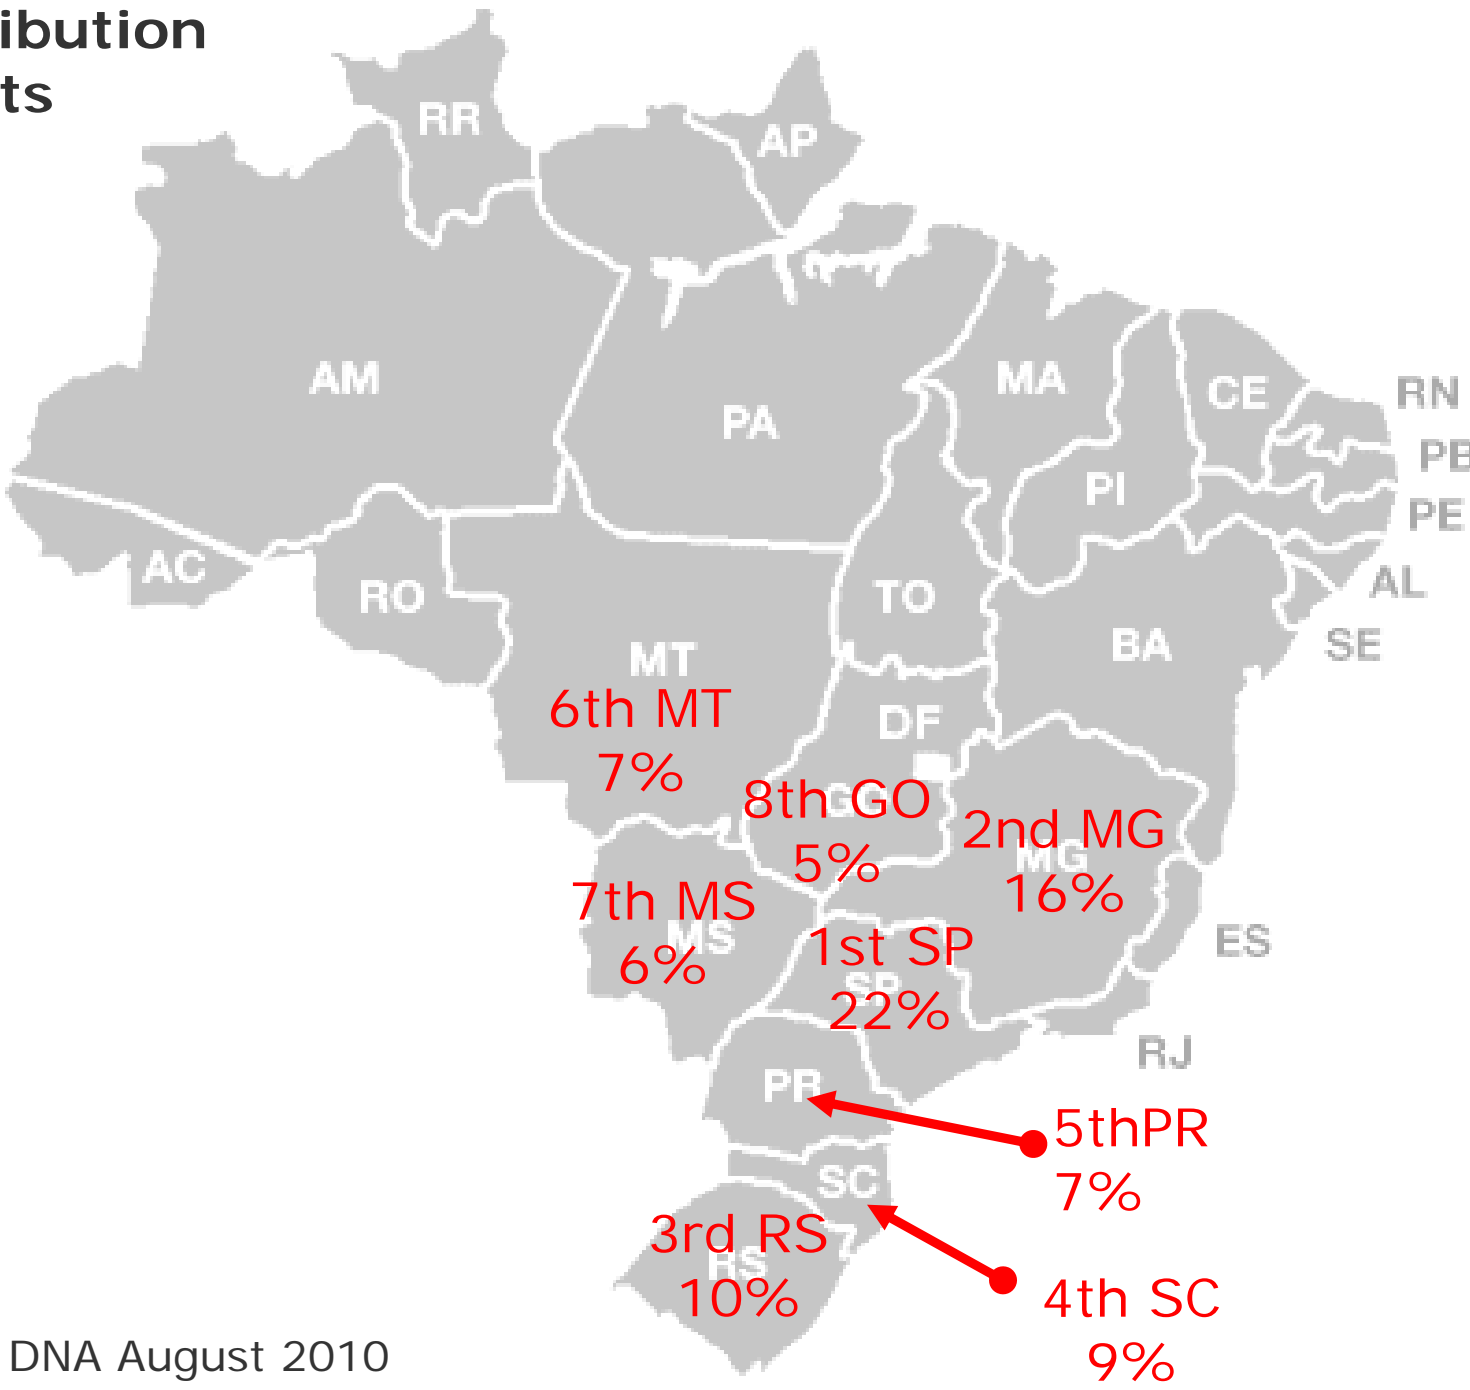 ibution
ts
RR
AP
AM
PA
MA
CE
RN
PB
PI
PE
AC
RO
TO
AL
BA
SE
MT
6th MT
7%
DF
GO
8th GO
5%
2nd MG
MG
16%
7th MS
MS
6%
1st SP
SP
22%
ES
RJ
PR
5thPR
7%
SC
3rd RS
RS
10%
4th SC
9%
DNA August 2010